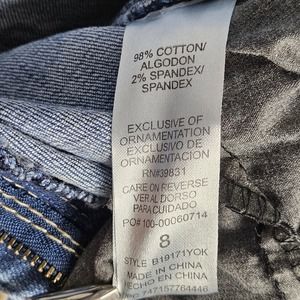 98% COTTON/
ALGODON
2% SPANDEX/
SPANDEX
EXCLUSIVE OF
ORNAMENTATION
EXCLUSIVO DE
ORNAMENTACION
RN#39831
CARE ON REVERSE
VER AL DORSO
PARA CUIDADO
PO# 100-00060714
8
STYLE B19171YOK
MADE IN CHINA
HECHO EN CHINA
747157764446